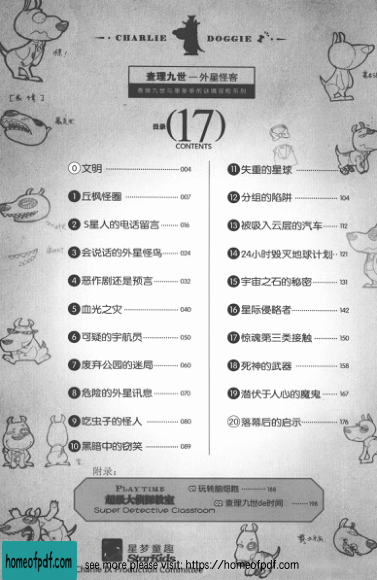 CHARLIE DOGGIE
查理九世——外星怪客
目录
(17)
CONTENTS
0 文明 004
1 丘枫怪圈 007
2 S星人的电话留言 016
3 会说话的外星怪鸟 024
4 恶作剧还是预言 032
5 血光之灾 040
6 可疑的宇航员 050
7 废弃公园的迷局 060
8 危险的外星讯息 070
9 吃虫子的怪人 080
10 黑暗中的窃笑 089
11 失重的星球
12 分组的陷阱 104
13 被吸入云层的汽车 112
14 24小时毁灭地球计划 121
15 宇宙之石的秘密 131
16 星际侵略者 142
17 惊魂第三类接触 150
18 死神的武器 158
19 潜伏于人心的魔鬼 167
20 落幕后的启示 176
附录:
PLAYTIME
超级大侦探教室
Super Detective Classroom
玩转脑细胞 188
查理九世de时间 198
星梦童趣
StarKids
Charlie IX Production Committee
homeofpdf.com
see more please visit: https://homeofpdf.com